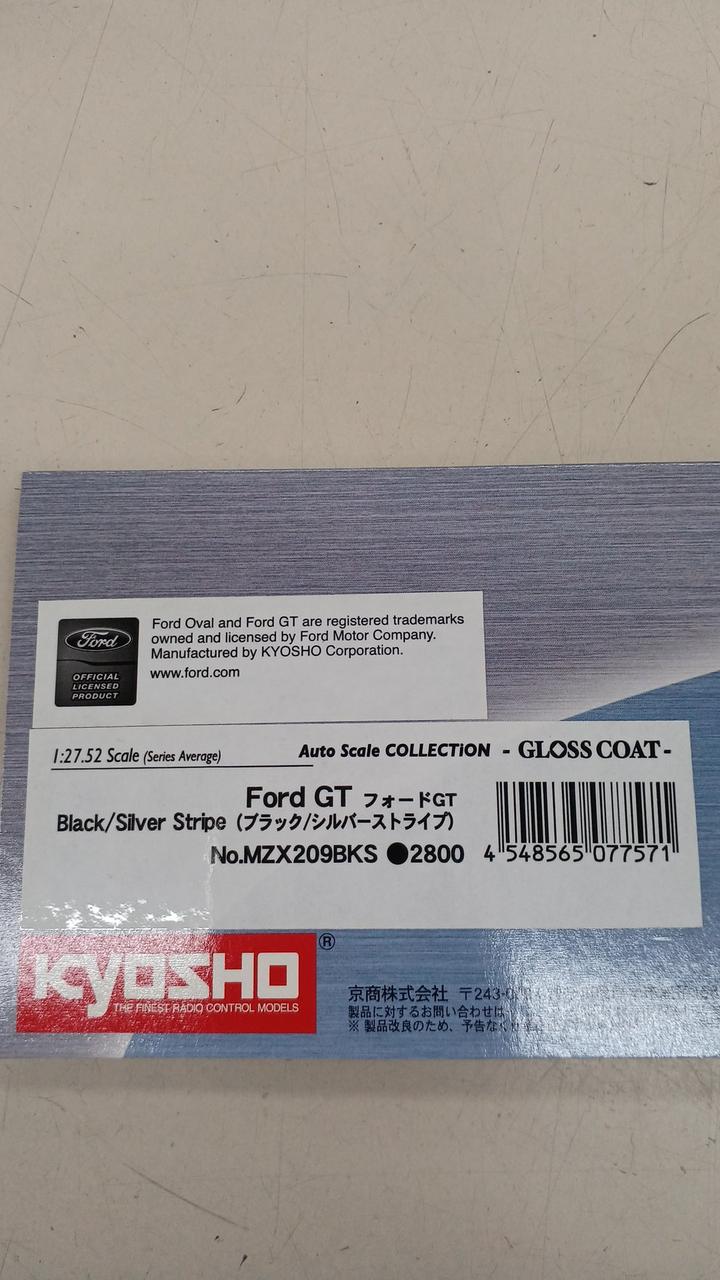 Ford
OFFICIAL
LICENSED
PRODUCT
Ford Oval and Ford GT are registered trademarks
owned and licensed by Ford Motor Company.
Manufactured by KYOSHO Corporation.
www.ford.com
1:27.52 Scale (Series Average)
Auto Scale COLLECTiON - GLOSS COAT -
Ford GT フォードGT
Black/Silver Stripe (ブラック/シルバーストライプ)
No.MZX209BKS ●2800
4 548565 077571
KYOSHO ®
THE FINEST RADIO CONTROL MODELS
京商株式会社 〒243-
製品に対するお問い合わせは
※ 製品改良のため、予告なく